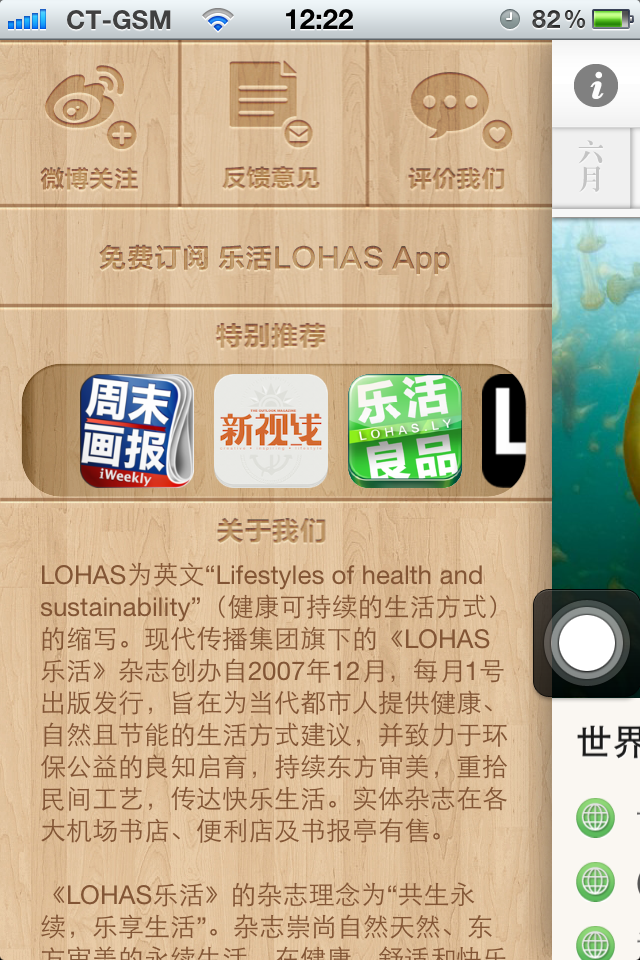 CT-GSM 12:22 82%
微博关注 反馈意见 评价我们
六月
免费订阅 乐活LOHAS App
特别推荐
周末画报 iWeekly
新视线
乐活 LOHAS LY 良品
L
关于我们
LOHAS为英文“Lifestyles of health and
sustainability”（健康可持续的生活方式）
的缩写。现代传播集团旗下的《LOHAS
乐活》杂志创办自2007年12月，每月1号
出版发行，旨在为当代都市人提供健康、
自然且节能的生活方式建议，并致力于环
保公益的良知启育，持续东方审美，重拾
民间工艺，传达快乐生活。实体杂志在各
大机场书店、便利店及书报亭有售。
《LOHAS乐活》的杂志理念为“共生永
续，乐享生活”。杂志崇尚自然天然、东
方审美的永续生活，在健康、舒适和快乐
世界